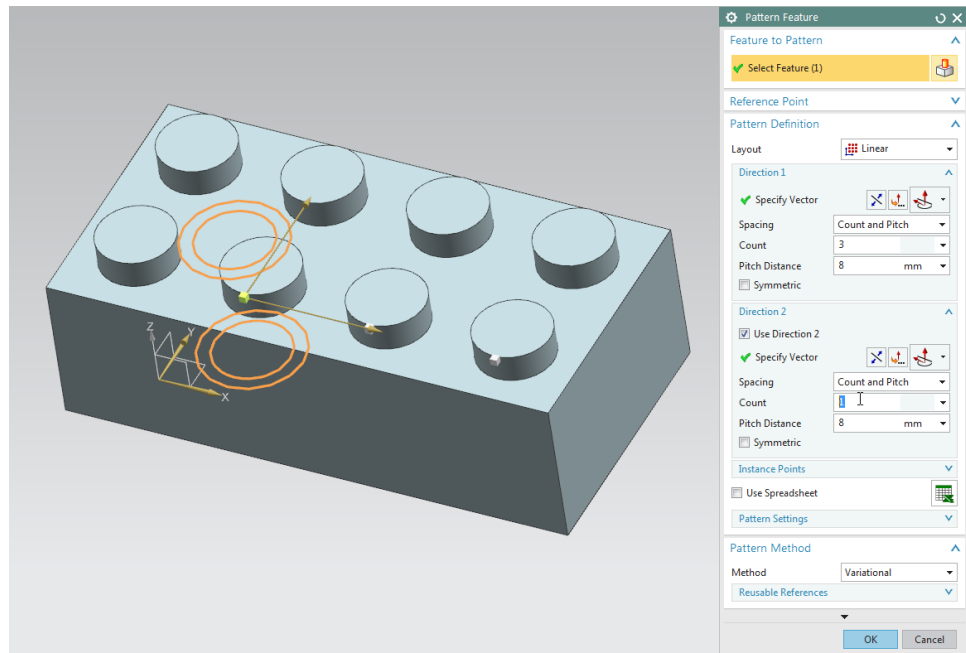 Pattern Feature
Feature to Pattern
Select Feature (1)
Reference Point
Pattern Definition
Layout Linear
Direction 1
Specify Vector
Spacing Count and Pitch
Count 3
Pitch Distance 8 mm
Symmetric
Direction 2
Use Direction 2
Specify Vector
Spacing Count and Pitch
Count 1
Pitch Distance 8 mm
Symmetric
Instance Points
Use Spreadsheet
Pattern Settings
Pattern Method
Method Variational
Reusable References
OK Cancel
Z
Y
X